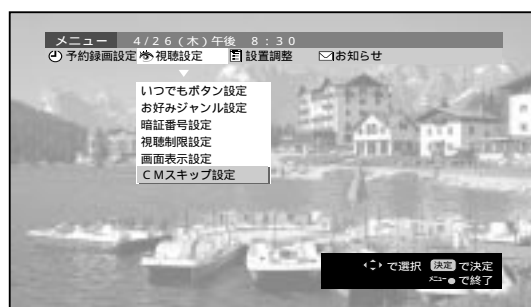 メニュー 4/26(木)午後 8:30
予約録画設定 視聴設定 設置調整 お知らせ
いつでもボタン設定
お好みジャンル設定
暗証番号設定
視聴制限設定
画面表示設定
CMスキップ設定
で選択 決定 で決定
メニュー で終了